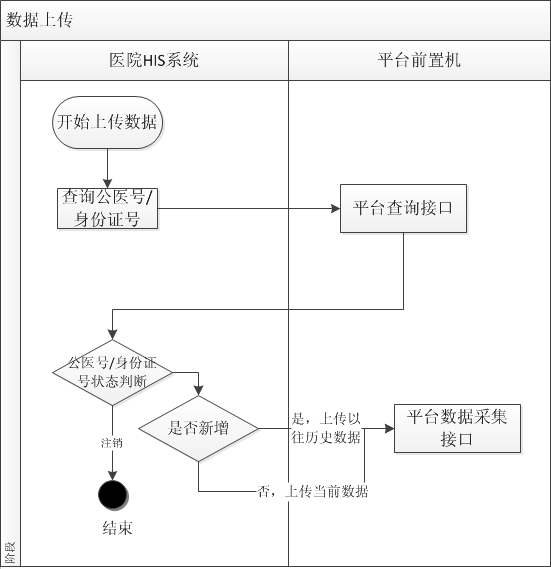 数据上传
医院HIS系统
平台前置机
开始上传数据
查询公医号/
身份证号
平台查询接口
公医号/身份证
号状态判断
是否新增
是，上传以
往历史数据
平台数据采集
接口
注销
否，上传当前数据
结束
阶段